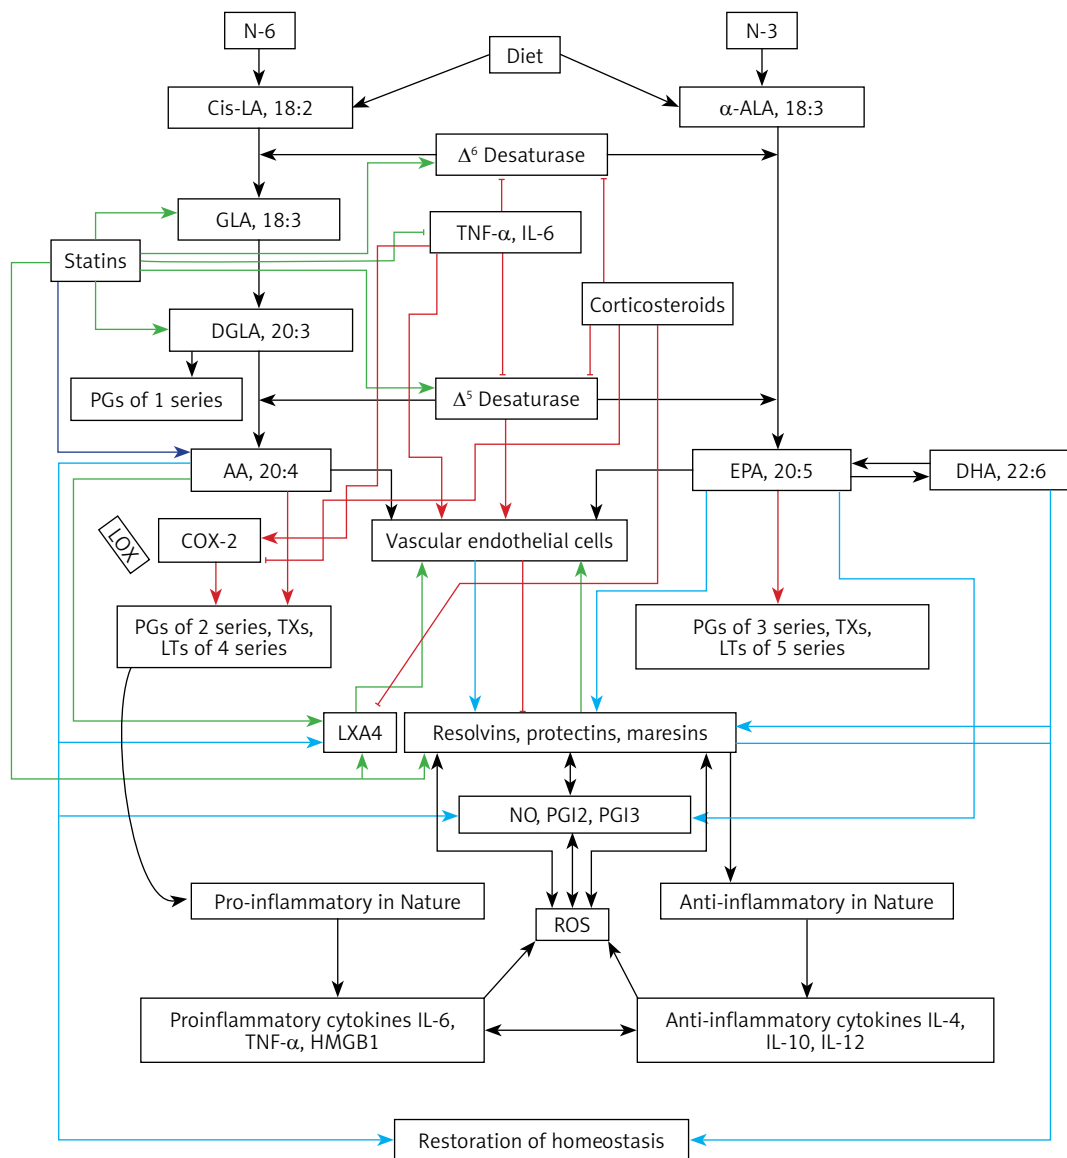 N-6
N-3
Diet
Cis-LA, 18:2
α-ALA, 18:3
Δ⁶ Desaturase
GLA, 18:3
TNF-α, IL-6
Statins
Corticosteroids
DGLA, 20:3
PGs of 1 series
Δ⁵ Desaturase
AA, 20:4
EPA, 20:5
DHA, 22:6
LOX
COX-2
Vascular endothelial cells
PGs of 2 series, TXs,
LTs of 4 series
PGs of 3 series, TXs,
LTs of 5 series
LXA4
Resolvins, protectins, maresins
NO, PGI2, PGI3
Pro-inflammatory in Nature
Anti-inflammatory in Nature
ROS
Proinflammatory cytokines IL-6,
TNF-α, HMGB1
Anti-inflammatory cytokines IL-4,
IL-10, IL-12
Restoration of homeostasis